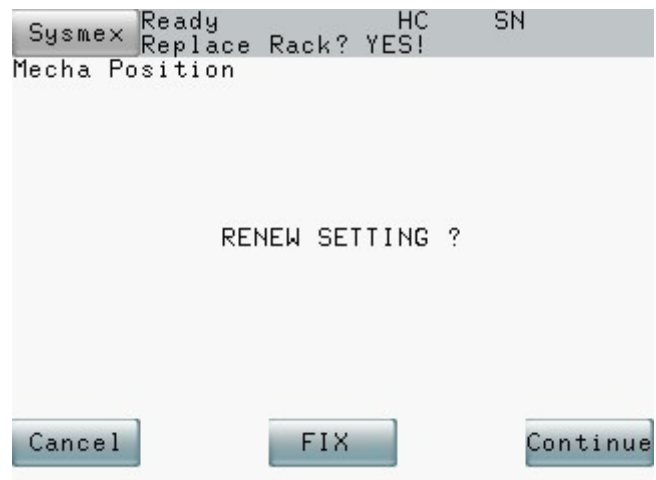 Sysmex Ready HC SN
Replace Rack? YES!
Mecha Position
RENEW SETTING ?
Cancel FIX Continue